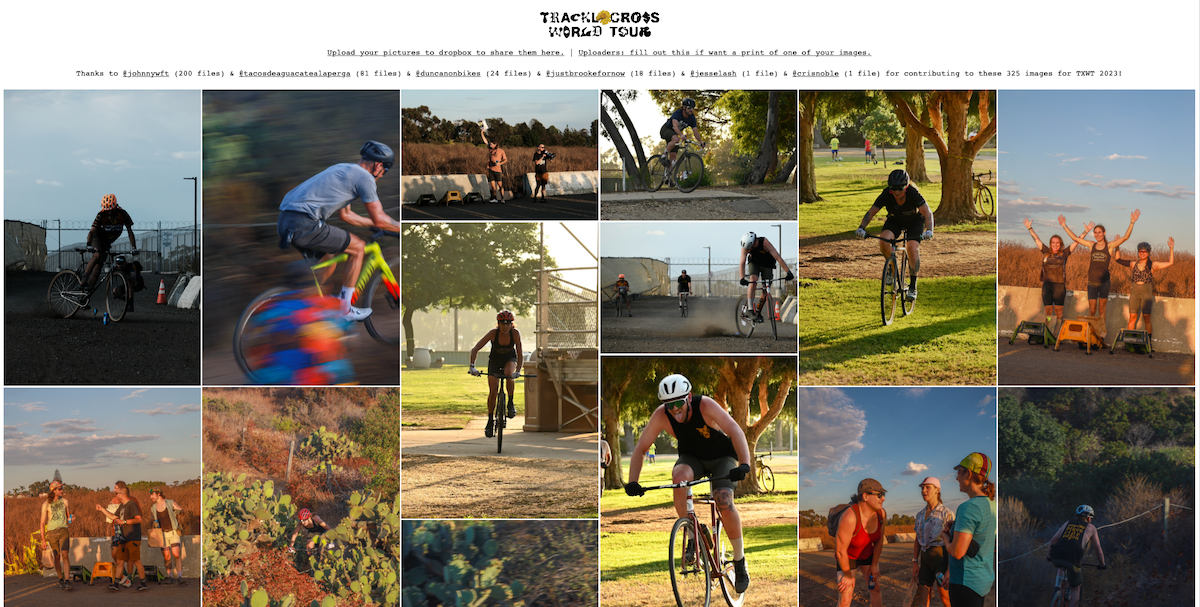 TRACKLOCROSS
WORLD TOUR
Upload your pictures to dropbox to share them here. | Uploaders: fill out this if want a print of one of your images.
Thanks to @johnnywft (200 files) & @tacosdeaguacatealaperga (81 files) & @duncanonbikes (24 files) & @justbrookefornow (18 files) & @jesselash (1 file) & @crisnoble (1 file) for contributing to these 325 images for TXWT 2023!